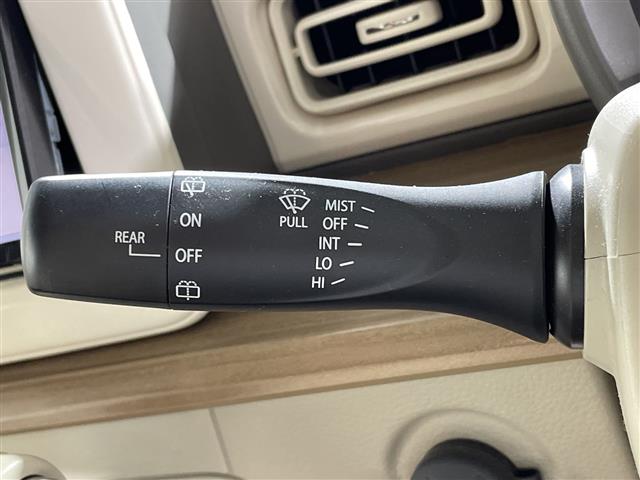 REAR
ON
OFF
PULL
MIST
OFF
INT
LO
HI